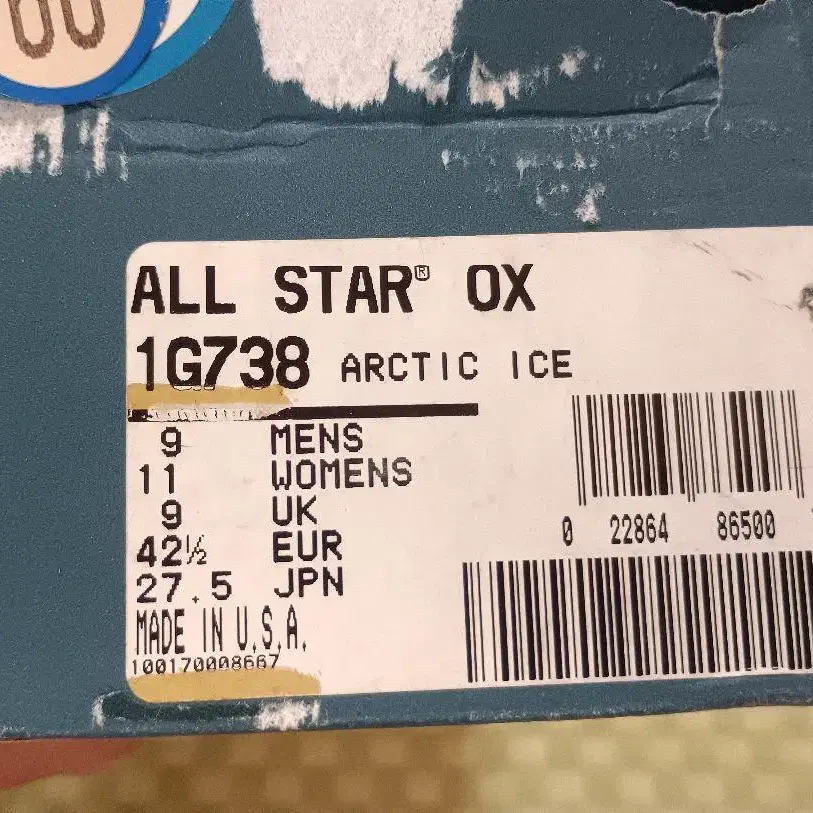 60
ALL STAR® OX
1G738 ARCTIC ICE
9 MENS
11 WOMENS
9 UK
42½ EUR
27.5 JPN
MADE IN U.S.A.
100170008667
0 22864 86500